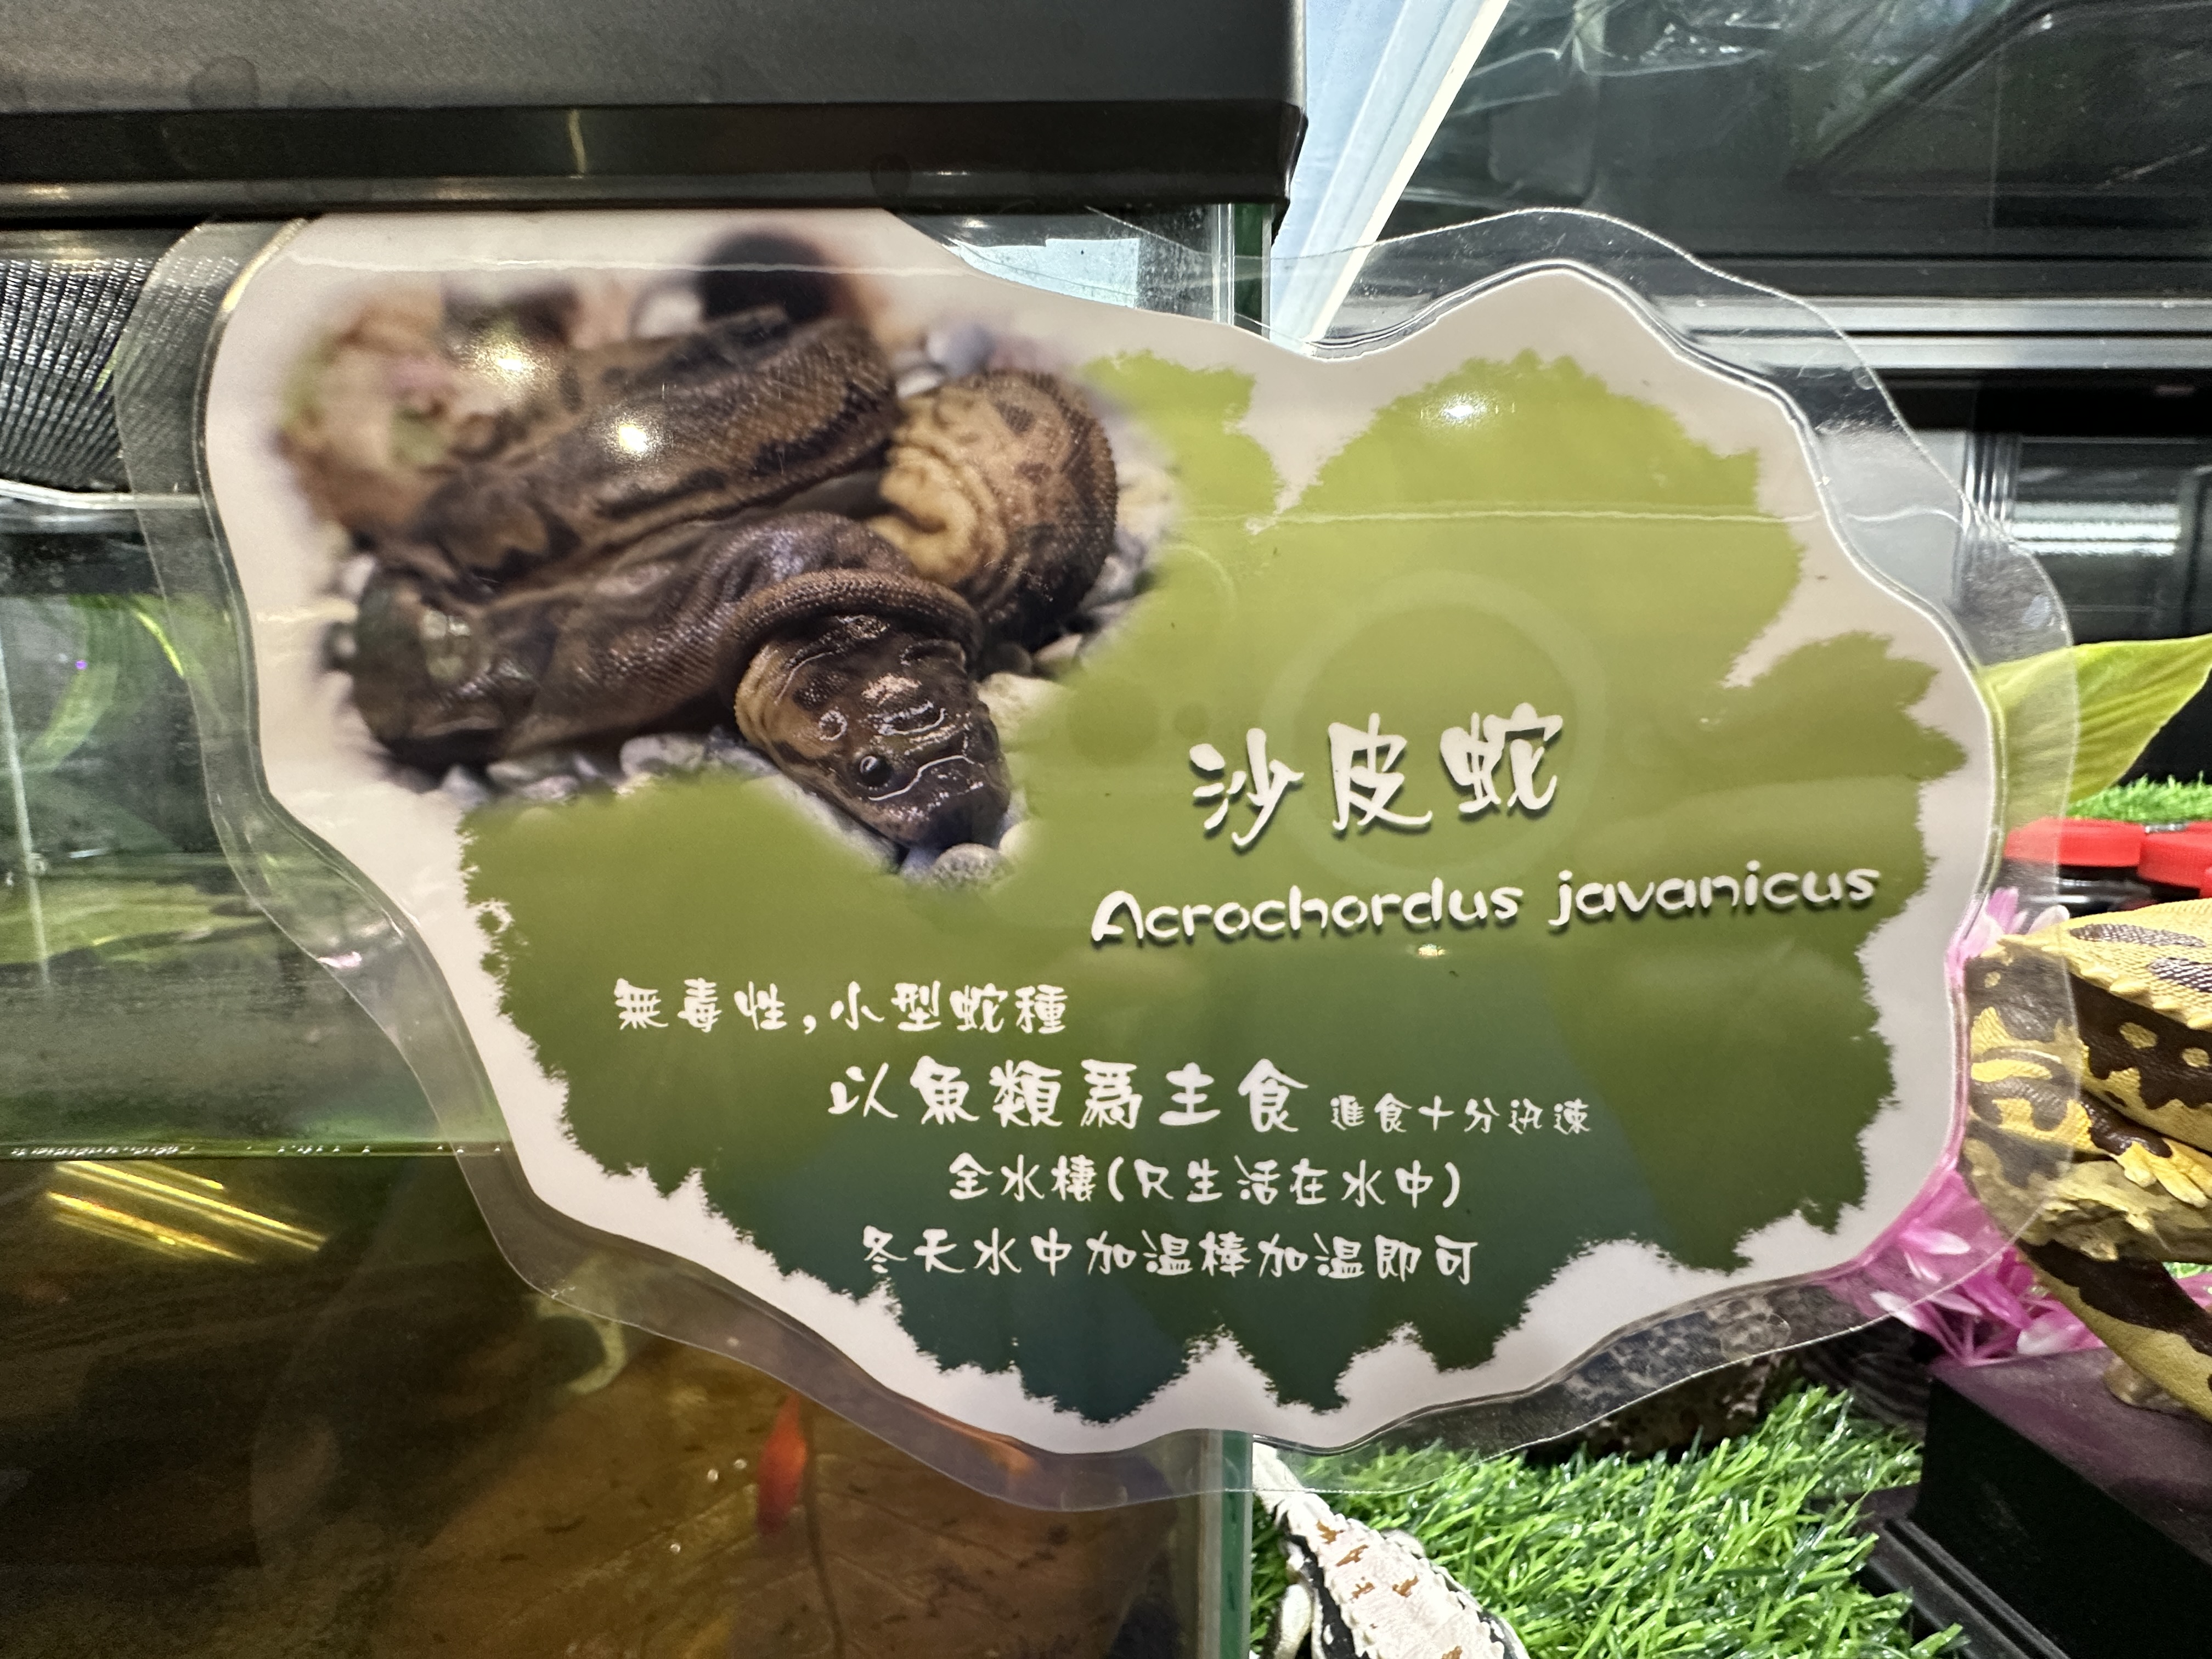 沙皮蛇
Acrochordus javanicus
無毒性,小型蛇種
以魚類爲主食 進食十分迅速
全水棲(只生活在水中)
冬天水中加溫棒加溫即可